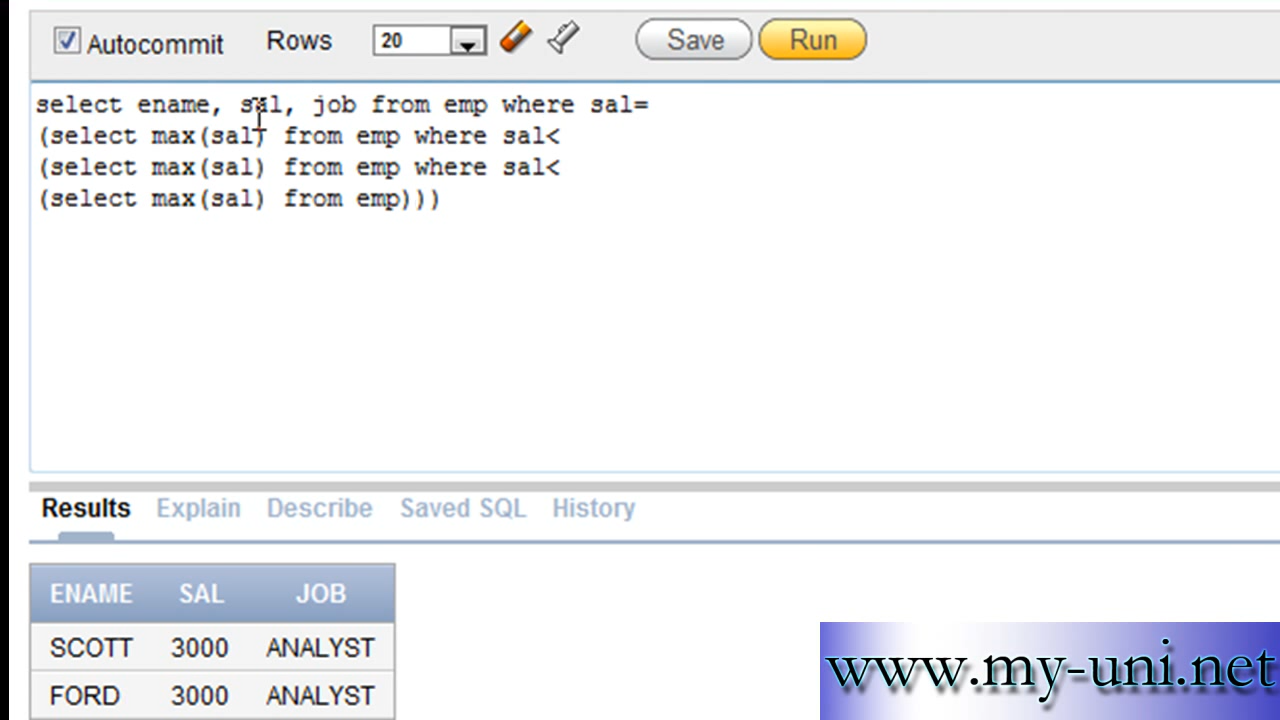 Autocommit Rows 20 Save Run
select ename, sal, job from emp where sal=
(select max(sal) from emp where sal<
(select max(sal) from emp where sal<
(select max(sal) from emp)))
Results Explain Describe Saved SQL History
ENAME SAL JOB
SCOTT 3000 ANALYST
FORD 3000 ANALYST
www.my-uni.net